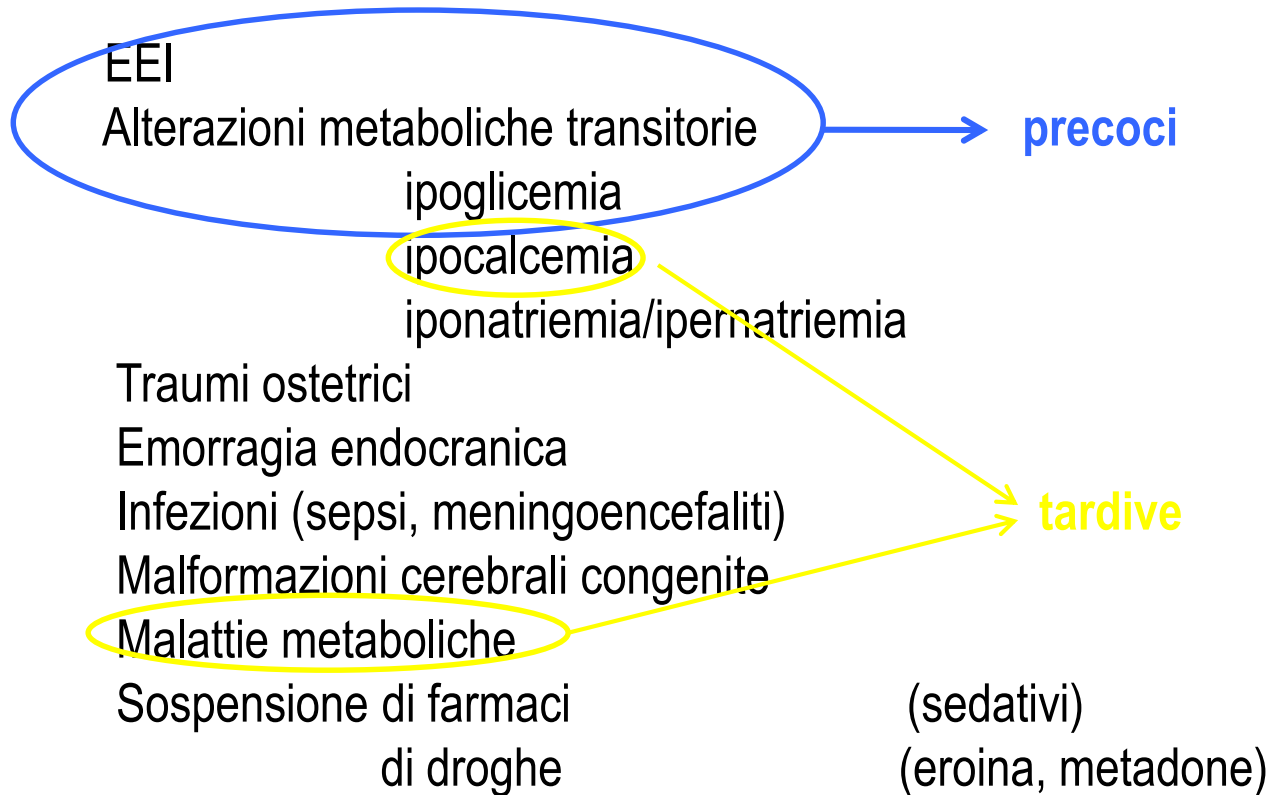 EEI
Alterazioni metaboliche transitorie precoci
ipoglicemia
ipocalcemia
iponatriemia/ipernatriemia
Traumi ostetrici
Emorragia endocranica
Infezioni (sepsi, meningoencefaliti) tardive
Malformazioni cerebrali congenite
Malattie metaboliche
Sospensione di farmaci (sedativi)
di droghe (eroina, metadone)